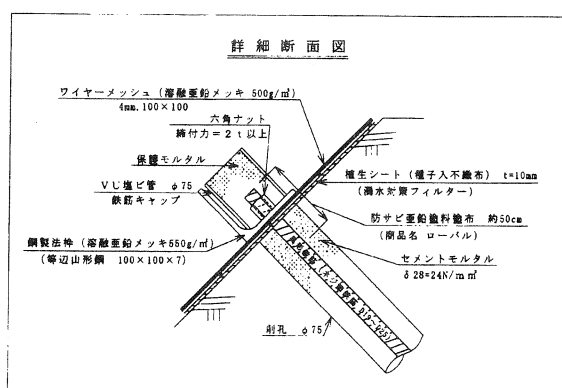 詳細断面図
ワイヤーメッシュ（溶融亜鉛メッキ 500g/㎡）
4mm.100×100
六角ナット
締付力＝2t以上
保護モルタル
VU塩ビ管 φ75
鉄筋キャップ
植生シート（種子入不織布） t=10mm
（湧水対策フィルター）
防サビ亜鉛塗料塗布 約50cm
（商品名 ローバル）
鋼製法枠（溶融亜鉛メッキ550g/㎡）
（等辺山形鋼 100×100×7）
セメントモルタル
δ28=24N/m㎡
削孔 φ75